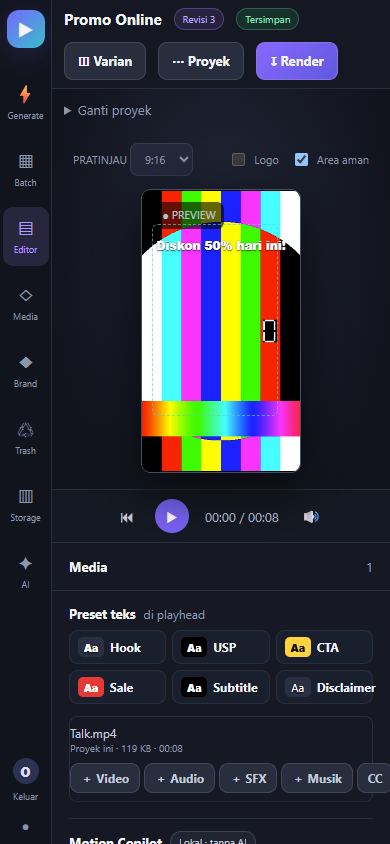 Promo Online Revisi 3 Tersimpan
Varian Proyek Render
Generate
Ganti proyek
PRATINJAU 9:16 Logo Area aman
Batch
PREVIEW
Diskon 50% hari ini!
Editor
Media
0
Brand
Trash
Storage
00:00 / 00:08
AI
Media 1
Preset teks di playhead
Aa Hook Aa USP Aa CTA
Aa Sale Aa Subtitle Aa Disclaimer
Talk.mp4
Proyek ini · 119 KB · 00:08
O
+ Video + Audio + SFX + Musik CC
Keluar
Motion Copilot Lokal · tanpa AI